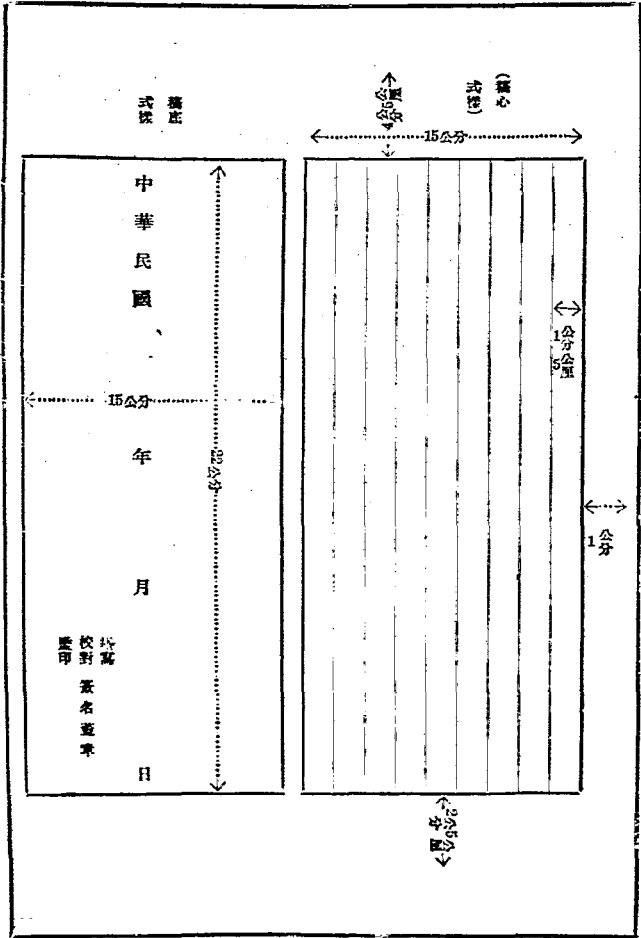 (稿心
式樣)
4公分5公厘
15公分
1公分5公厘
1公分
2公分5公厘
稿底
式樣
中華民國
年
月
日
22公分
15公分
繕寫
校對 簽名蓋章
監印